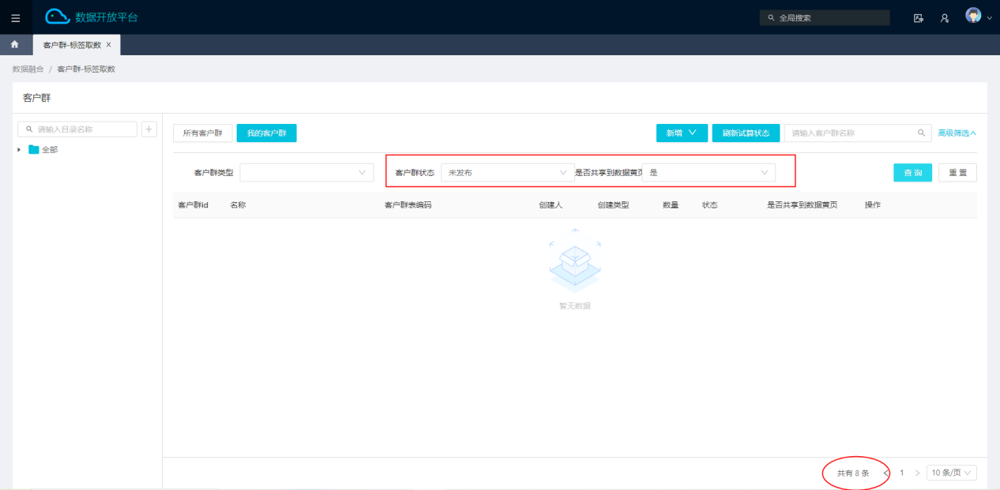 数据开放平台
全局搜索
客户群-标签取数 ×
数据融合 / 客户群-标签取数
客户群
请输入目录名称 +
全部
所有客户群 我的客户群 新增 刷新试算状态 请输入客户群名称 高级筛选
客户群类型 客户群状态 未发布 是否共享到数据黄页 是 查询 重置
客户群id 名称 客户群表编码 创建人 创建类型 数量 状态 是否共享到数据黄页 操作
暂无数据
共有 8 条 < 1 > 10 条/页